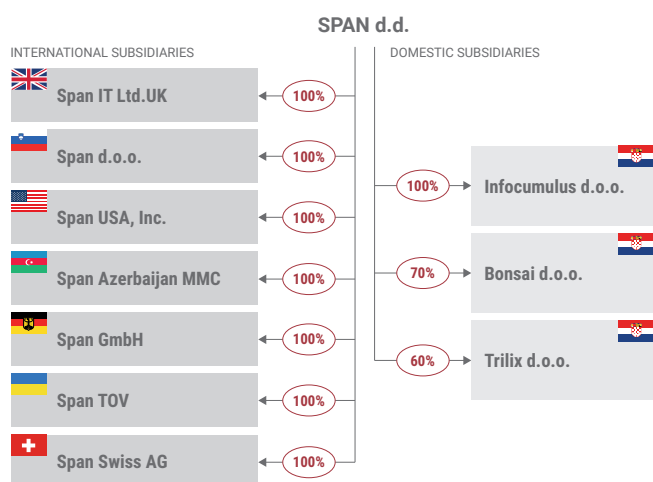 SPAN d.d.
INTERNATIONAL SUBSIDIARIES
Span IT Ltd.UK 100%
Span d.o.o. 100%
Span USA, Inc. 100%
Span Azerbaijan MMC 100%
Span GmbH 100%
Span TOV 100%
Span Swiss AG 100%
DOMESTIC SUBSIDIARIES
100% Infocumulus d.o.o.
70% Bonsai d.o.o.
60% Trilix d.o.o.